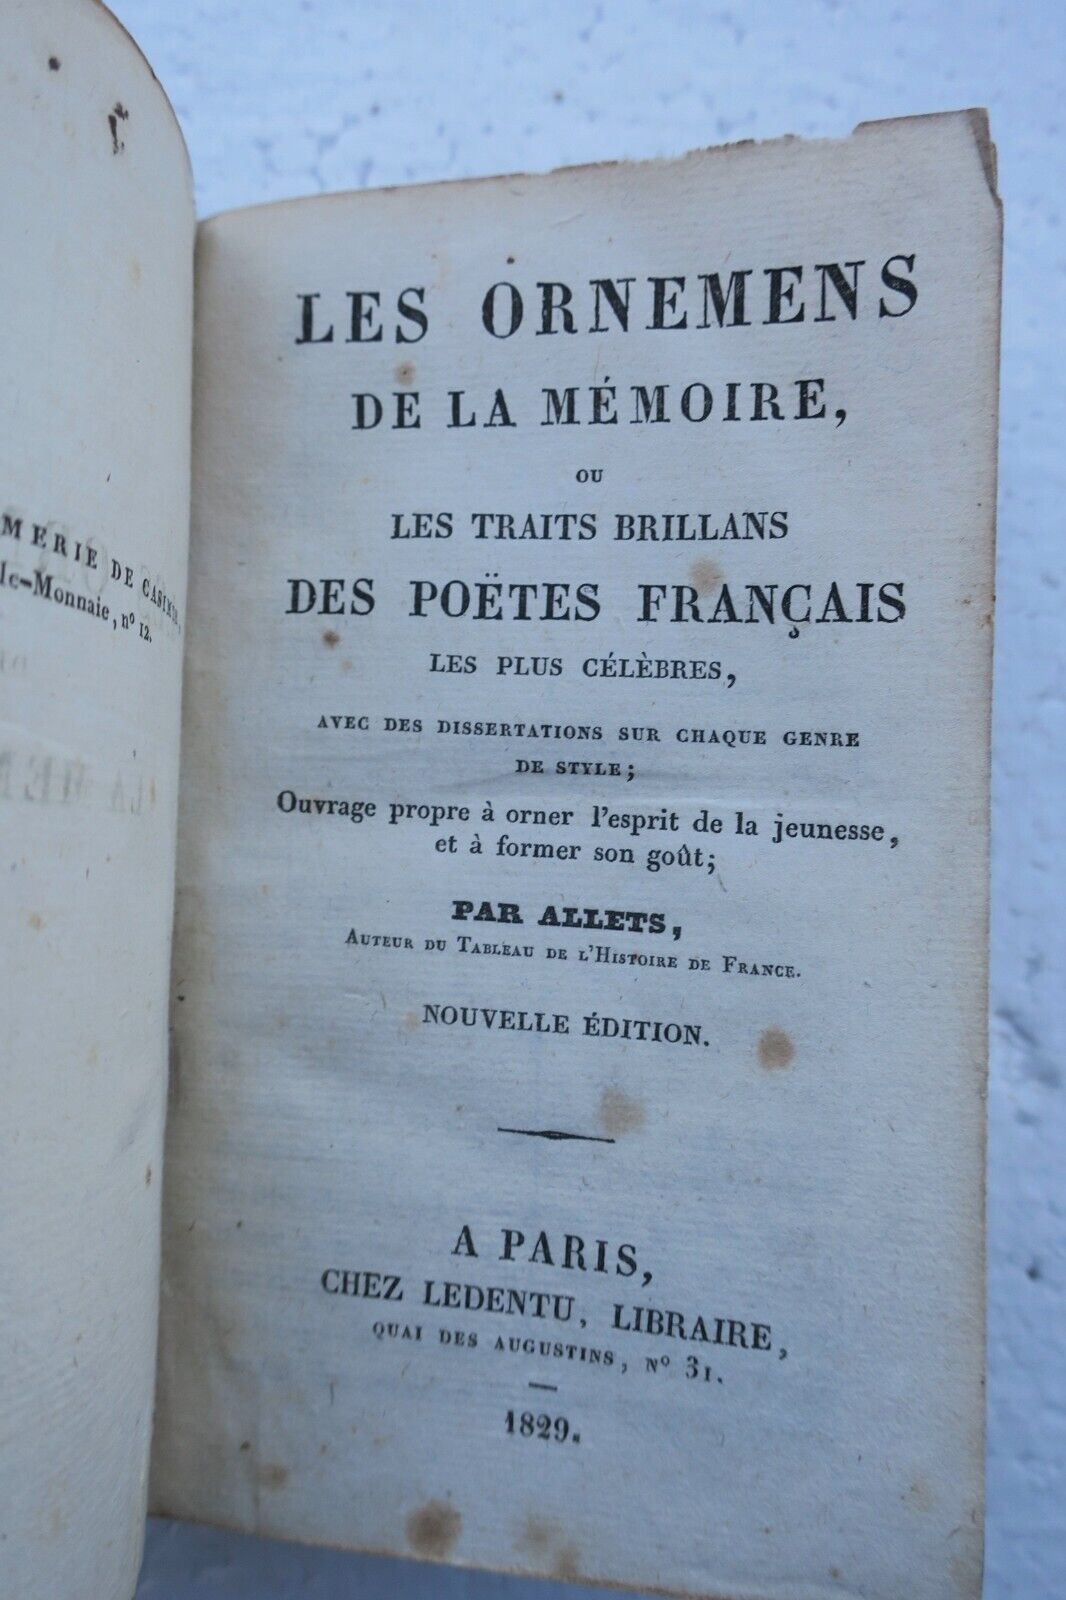 MERIE DE CASIMIR,
le-Monnaie, nº 12.
LES ORNEMENS
DE LA MÉMOIRE,
OU
LES TRAITS BRILLANS
DES POËTES FRANÇAIS
LES PLUS CÉLÈBRES,
AVEC DES DISSERTATIONS SUR CHAQUE GENRE
DE STYLE;
Ouvrage propre à orner l'esprit de la jeunesse,
et à former son goût;
PAR ALLETS,
AUTEUR DU TABLEAU DE L'HISTOIRE DE FRANCE.
NOUVELLE ÉDITION.
A PARIS,
CHEZ LEDENTU, LIBRAIRE,
QUAI DES AUGUSTINS, Nº 31.
1829.